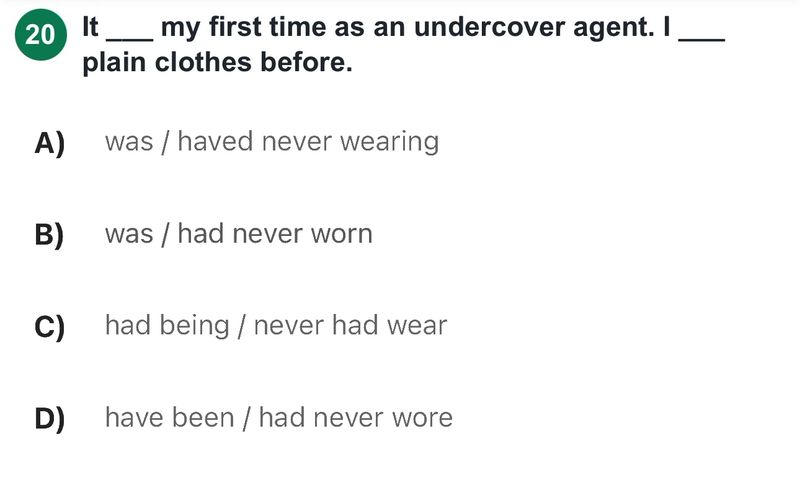 20 It ___ my first time as an undercover agent. I ___
plain clothes before.
A) was / haved never wearing
B) was / had never worn
C) had being / never had wear
D) have been / had never wore